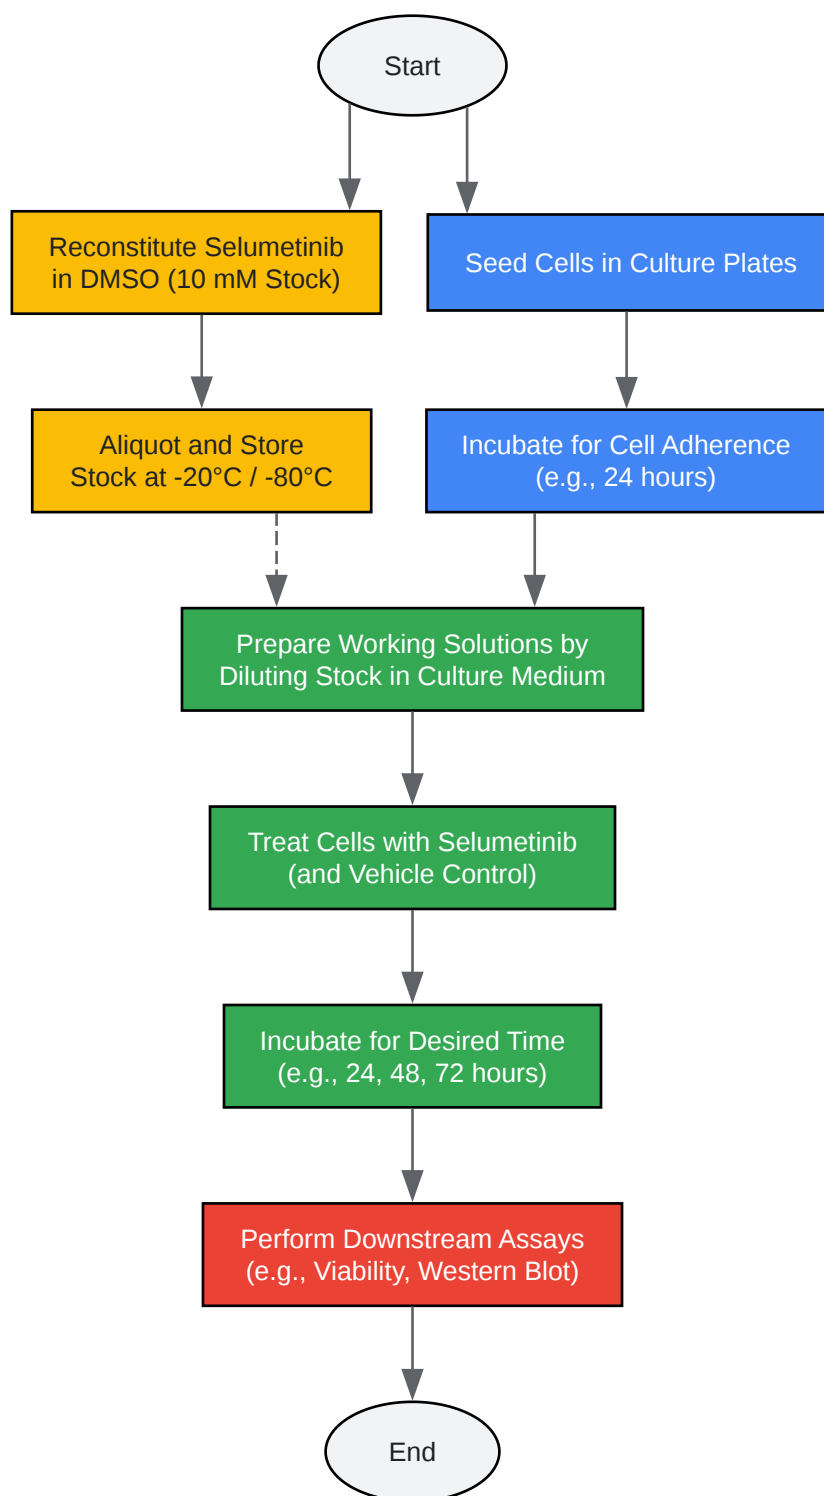 Start
Reconstitute Selumetinib
in DMSO (10 mM Stock)
Seed Cells in Culture Plates
Aliquot and Store
Stock at -20°C / -80°C
Incubate for Cell Adherence
(e.g., 24 hours)
Prepare Working Solutions by
Diluting Stock in Culture Medium
Treat Cells with Selumetinib
(and Vehicle Control)
Incubate for Desired Time
(e.g., 24, 48, 72 hours)
Perform Downstream Assays
(e.g., Viability, Western Blot)
End